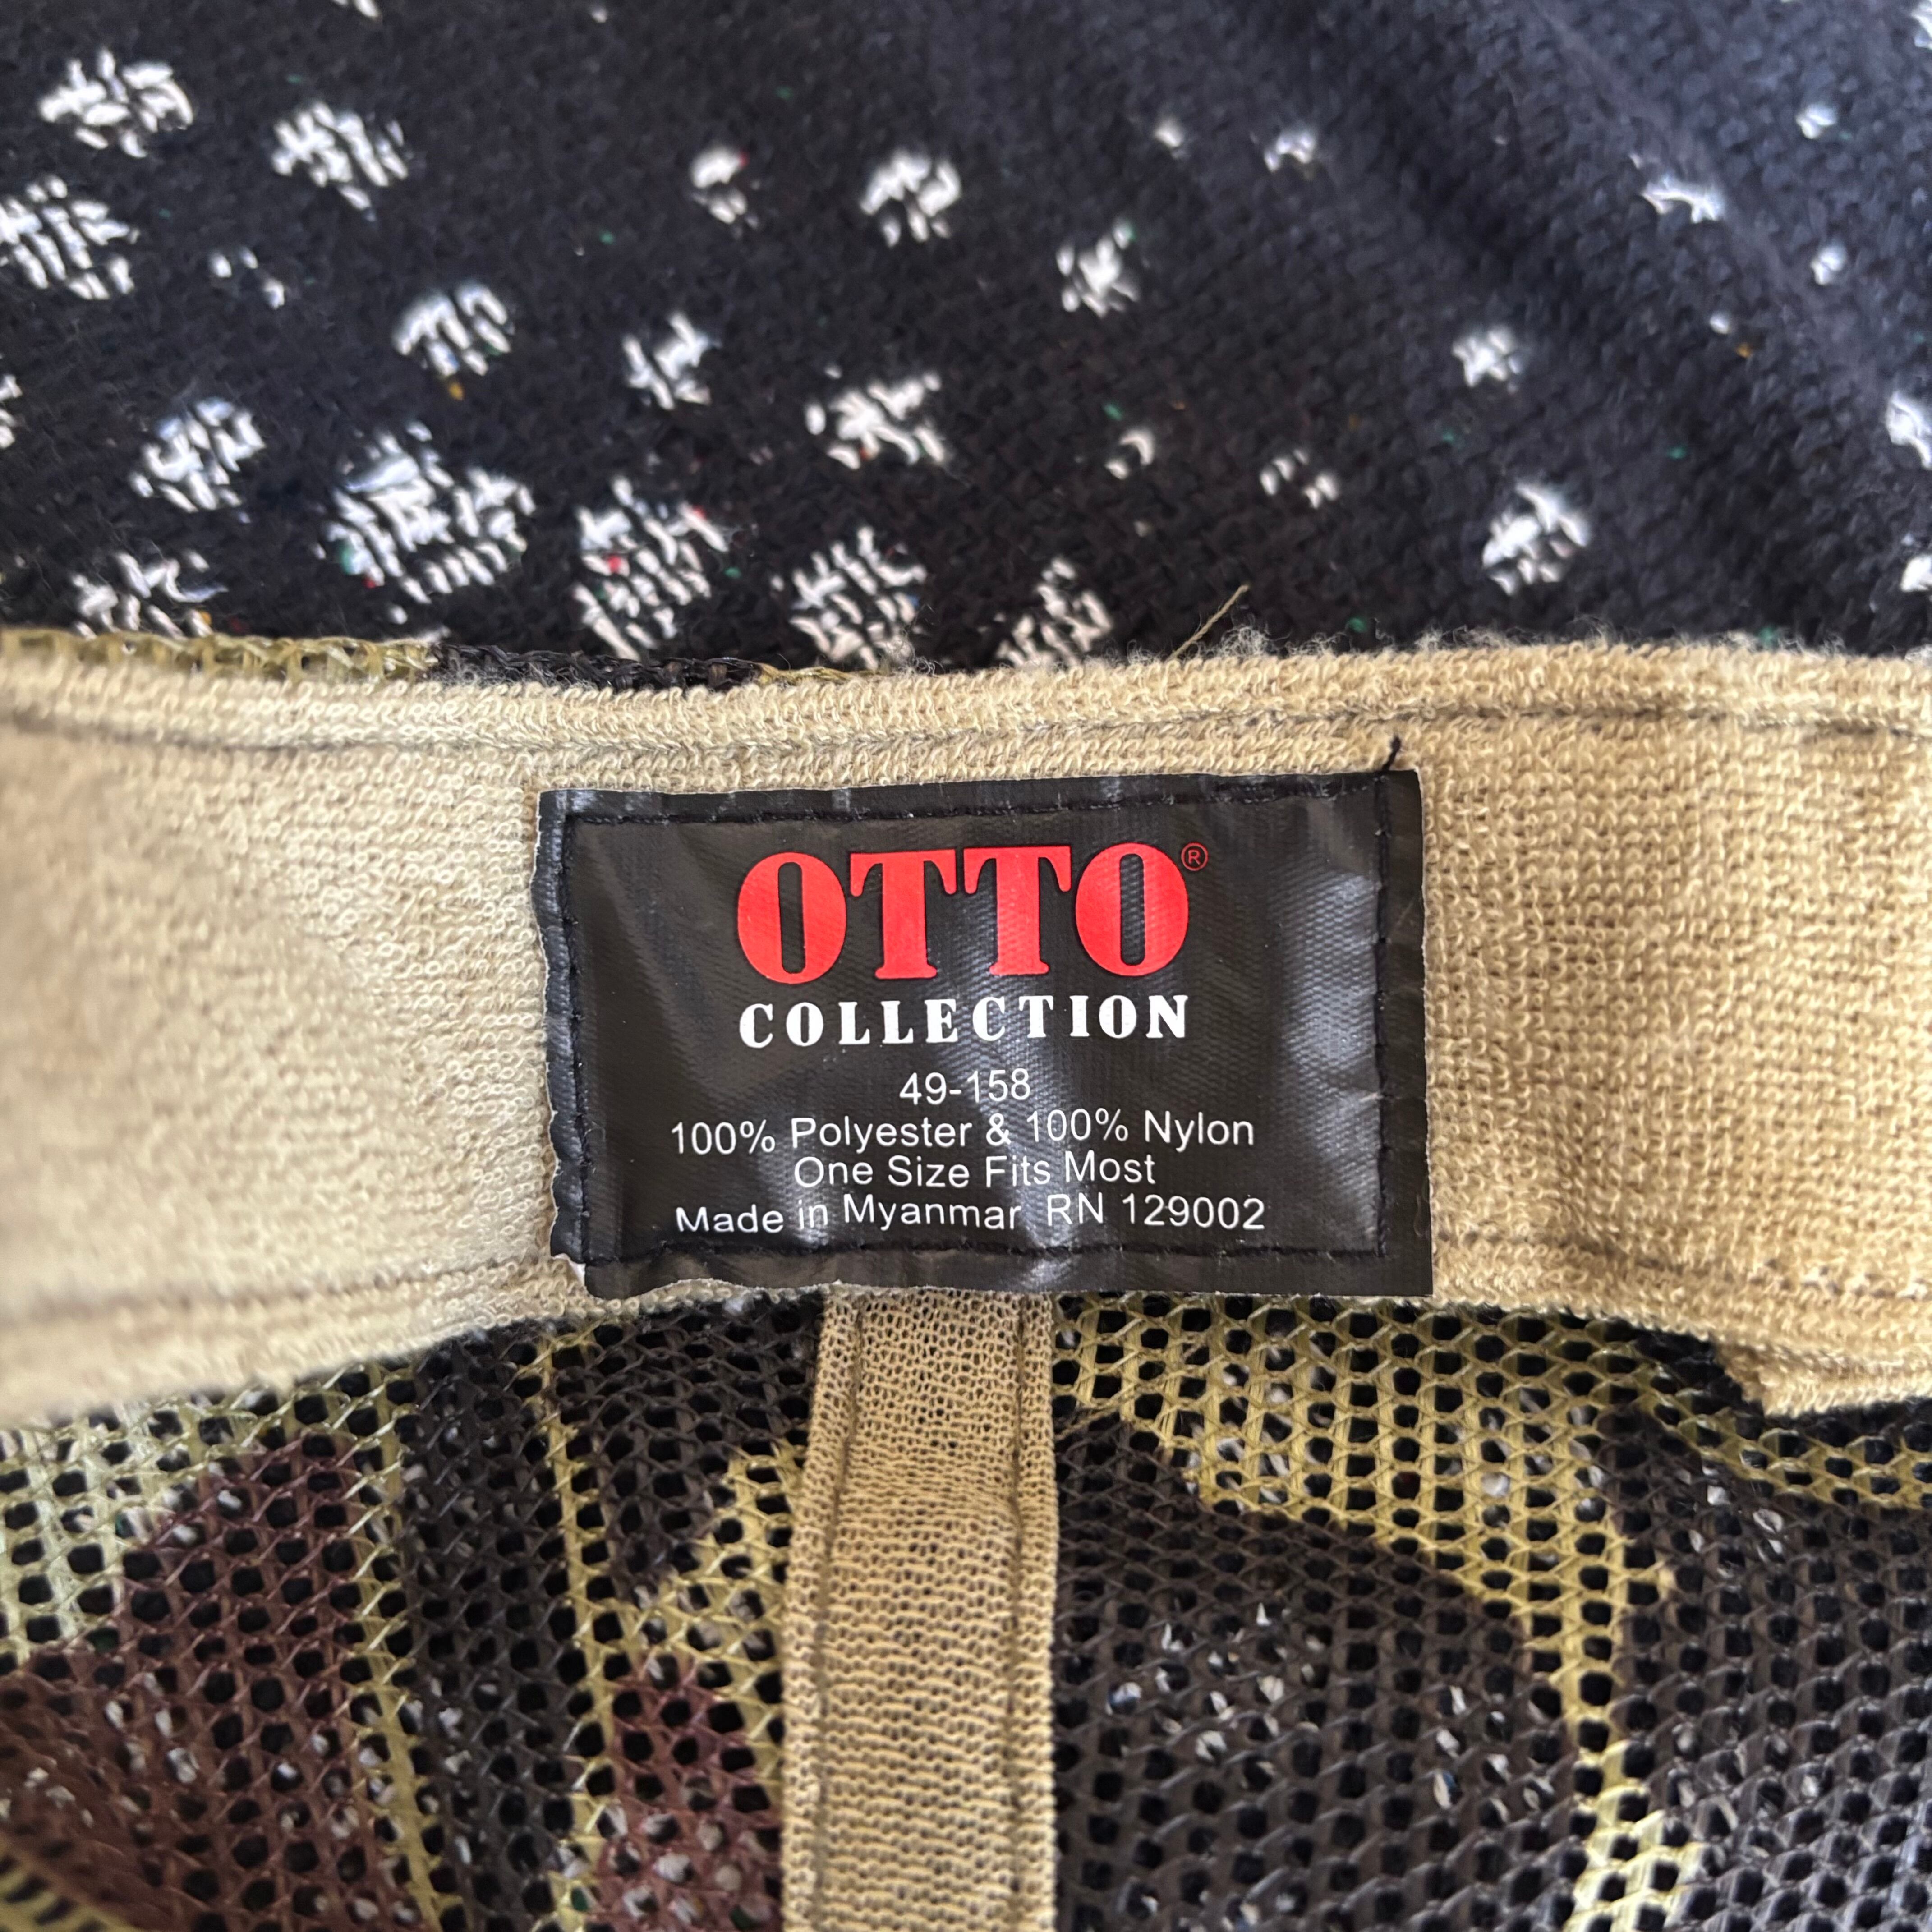 OTTO®
COLLECTION
49-158
100% Polyester & 100% Nylon
One Size Fits Most
Made in Myanmar RN 129002